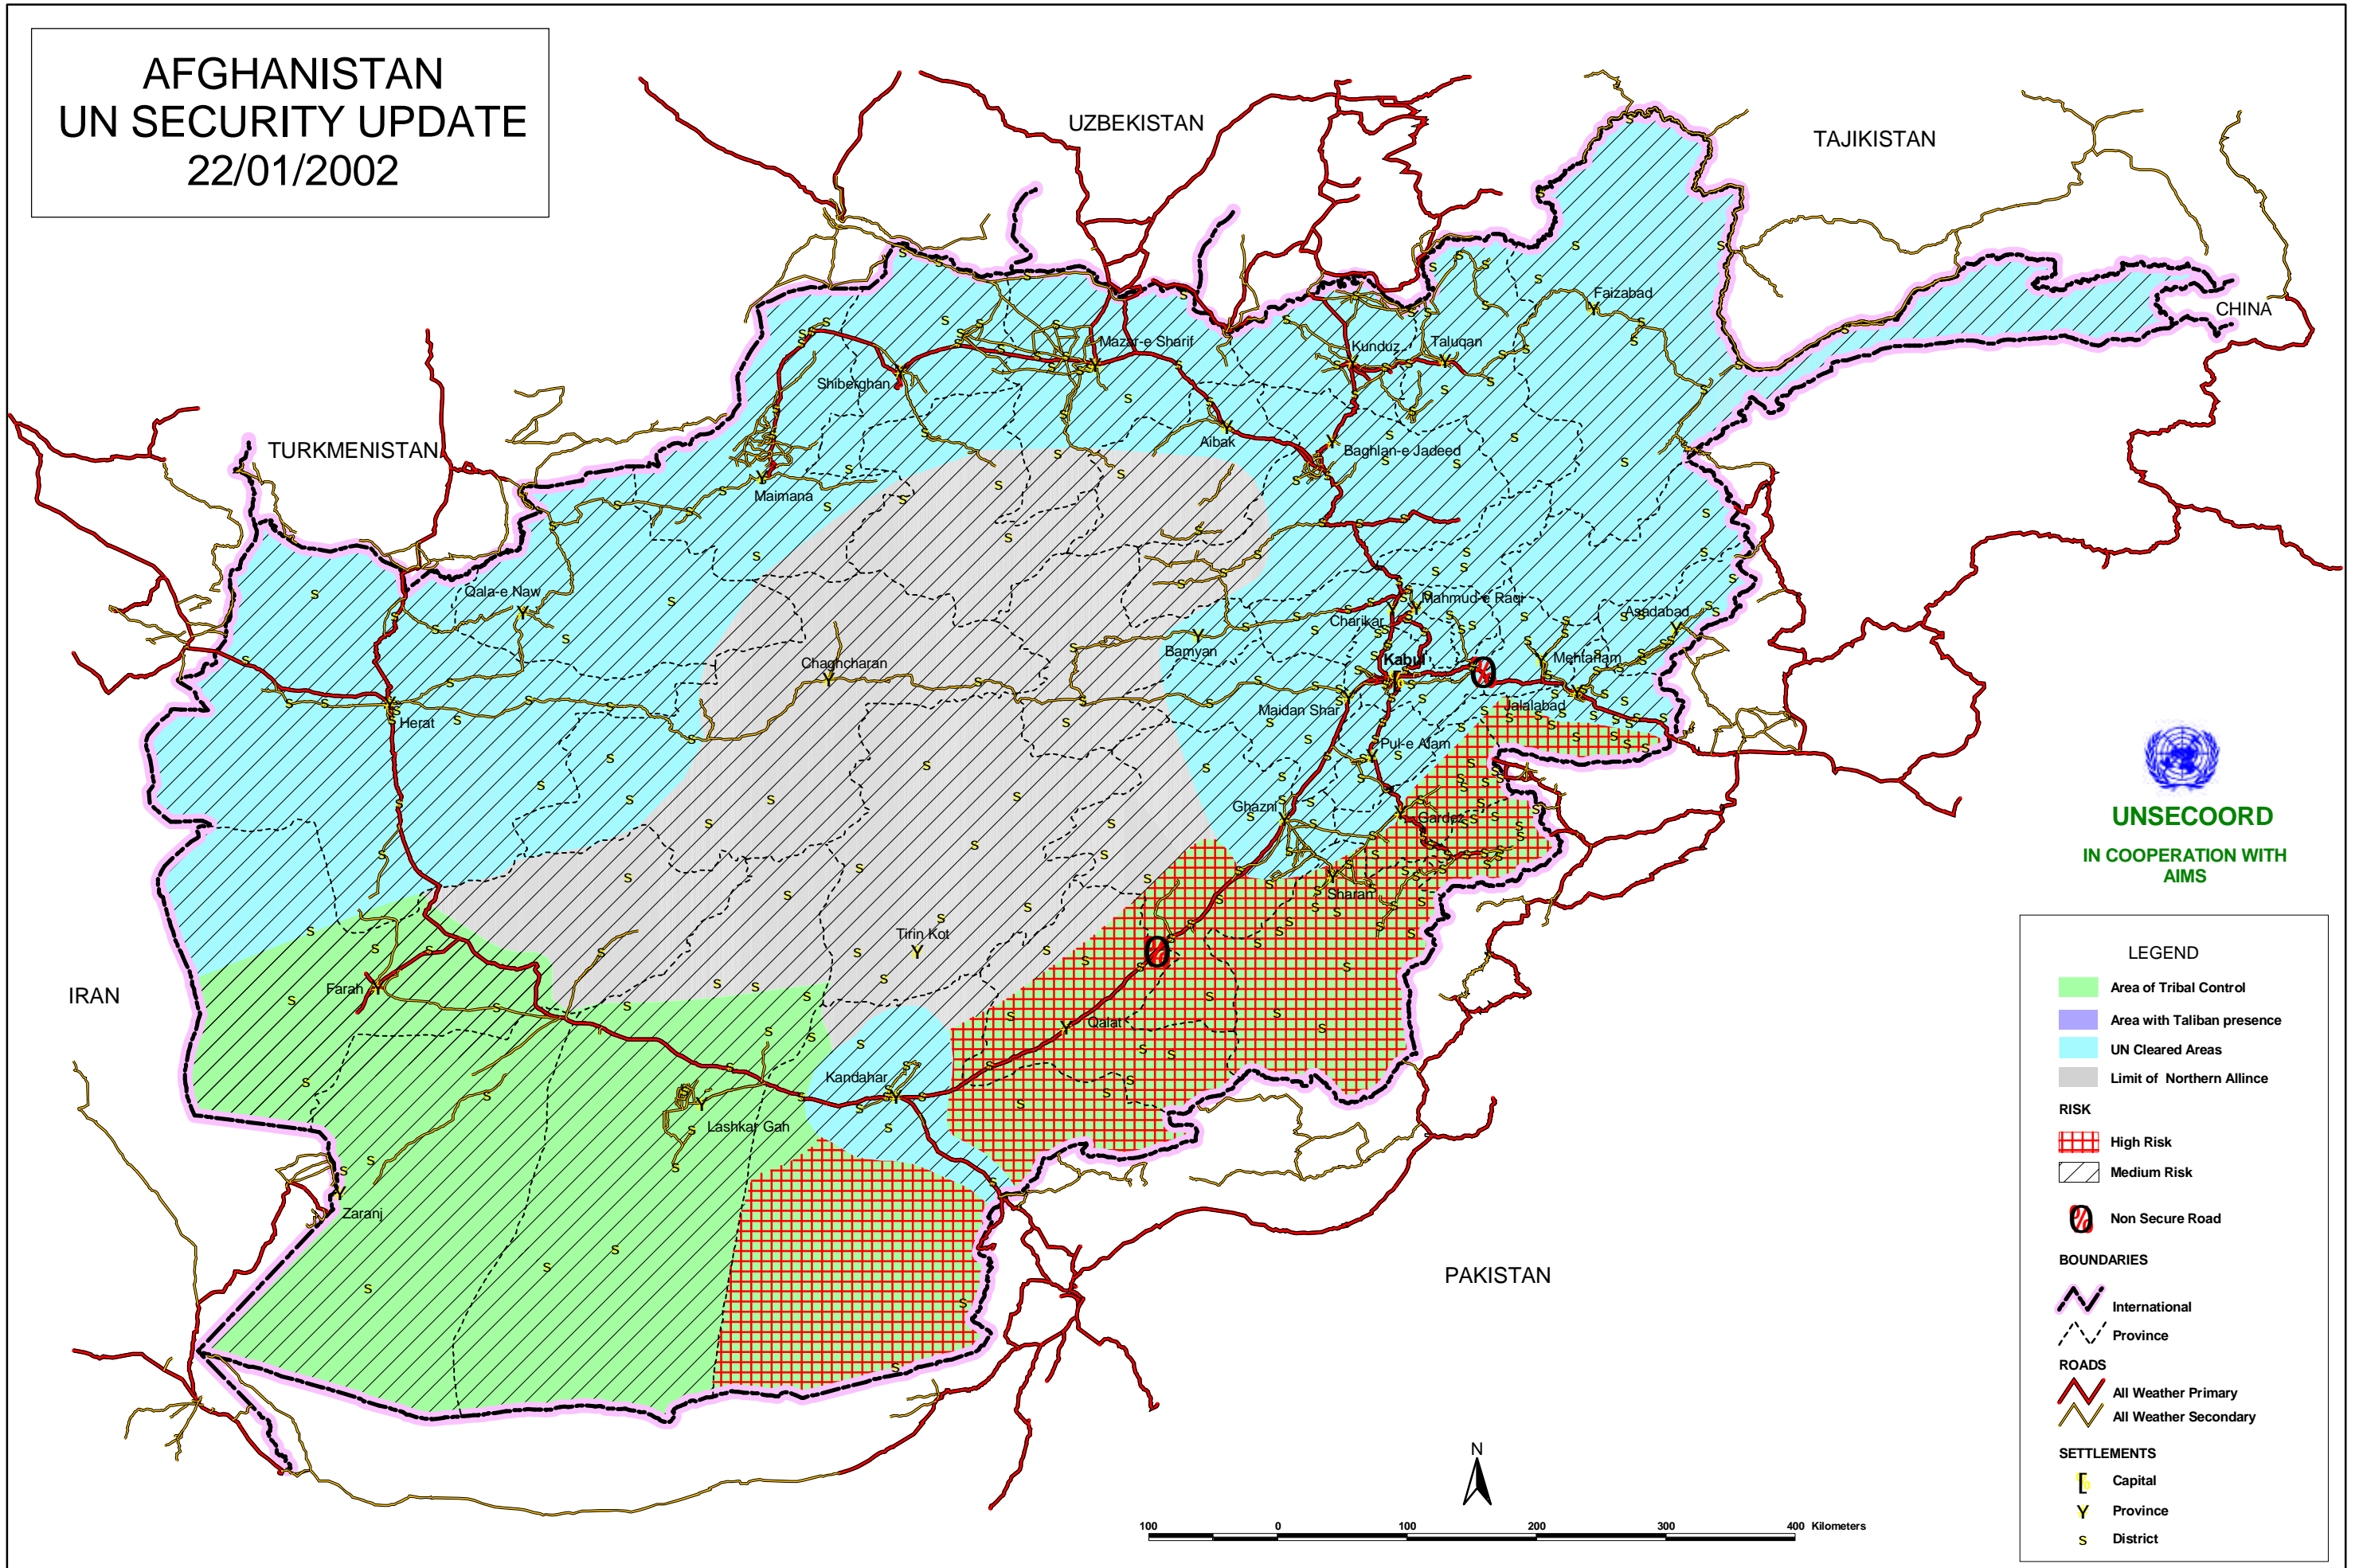 AFGHANISTAN
UN SECURITY UPDATE
22/01/2002
UZBEKISTAN
TAJIKISTAN
CHINA
TURKMENISTAN
IRAN
PAKISTAN
Faizabad
Mazar-e Sharif
Kunduz
Taluqan
Shiberghan
Aibak
Baghlan-e Jadeed
Maimana
Qala-e Naw
Mahmud-e Raqi
Asadabad
Charikar
Bamyan
Kabul
Mehtarlam
Chaghcharan
Herat
Maidan Shar
Jalalabad
Pul-e Alam
Ghazni
Gardez
Sharan
Tirin Kot
Farah
Qalat
Kandahar
Lashkar Gah
Zaranj
UNSECOORD
IN COOPERATION WITH
AIMS
LEGEND
Area of Tribal Control
Area with Taliban presence
UN Cleared Areas
Limit of Northern Allince
RISK
High Risk
Medium Risk
Non Secure Road
BOUNDARIES
International
Province
ROADS
All Weather Primary
All Weather Secondary
SETTLEMENTS
Capital
Y Province
S District
N
100 0 100 200 300 400 Kilometers